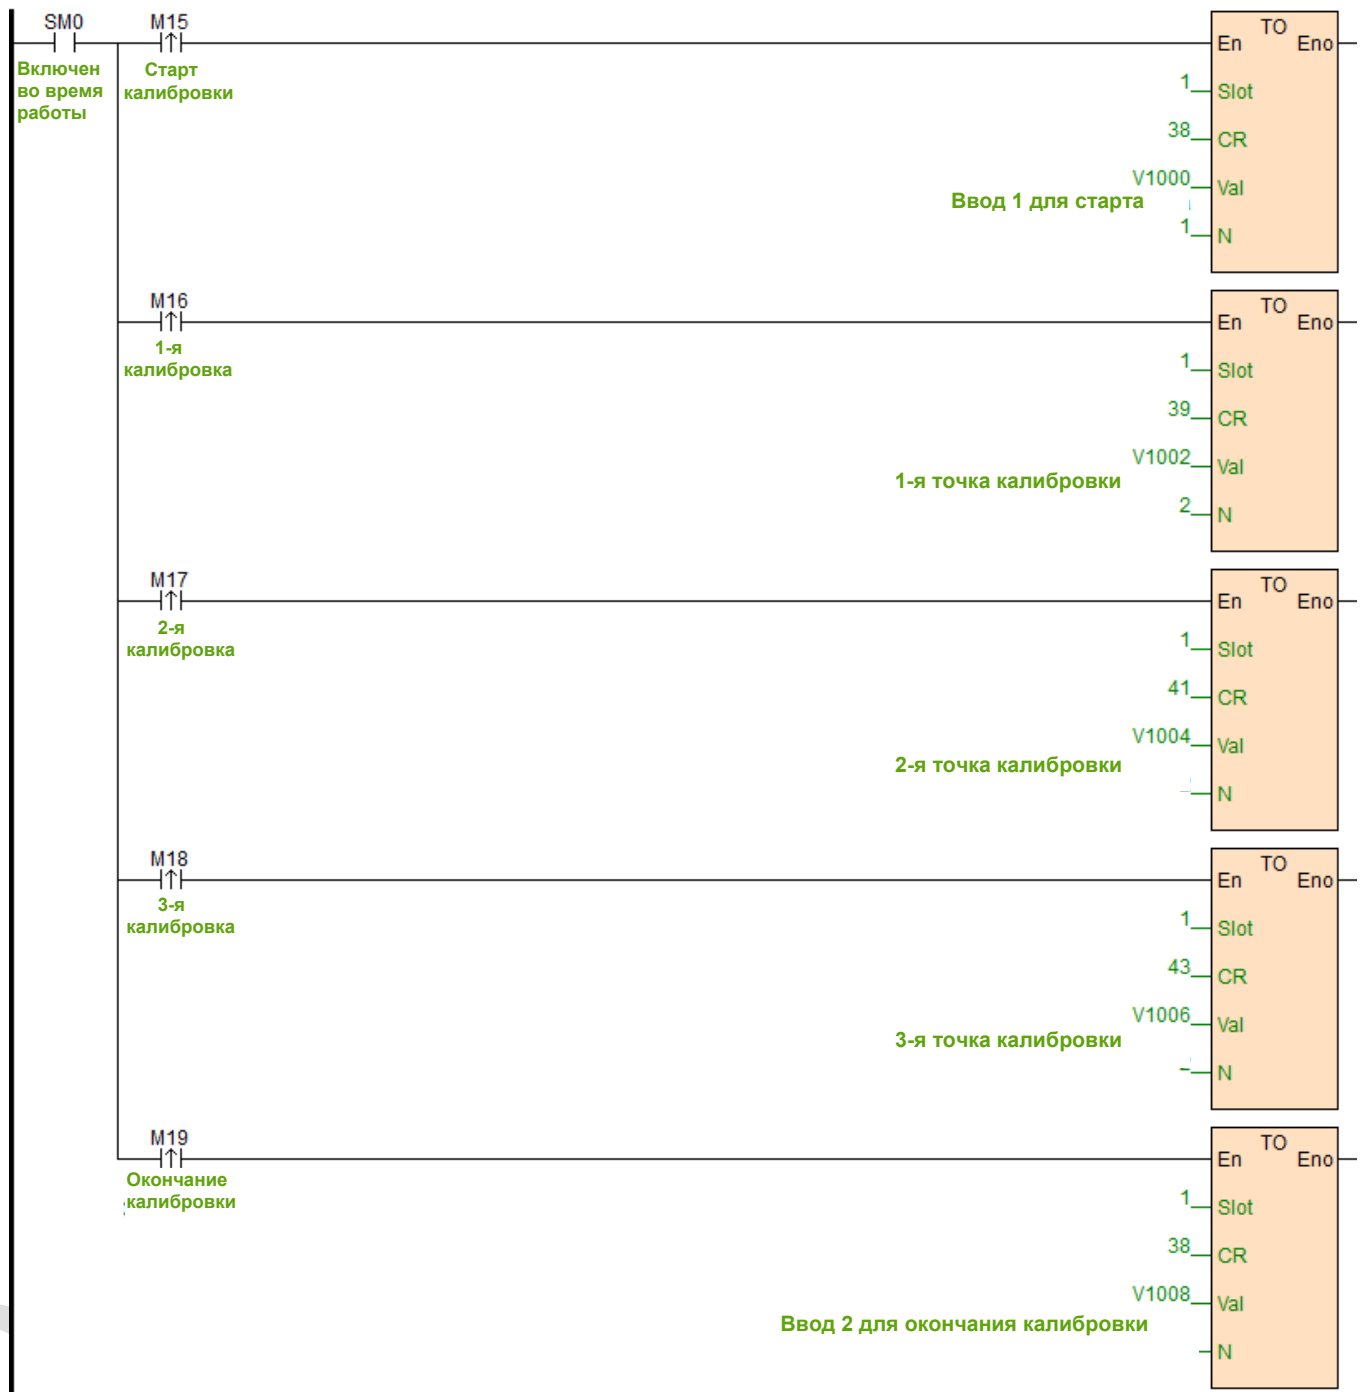 SM0
M15
Включен
во время
работы
Старт
калибровки
TO
En
Eno
1
Slot
38
CR
V1000
Val
Ввод 1 для старта
1
N
M16
1-я
калибровка
TO
En
Eno
1
Slot
39
CR
V1002
Val
1-я точка калибровки
2
N
M17
2-я
калибровка
TO
En
Eno
1
Slot
41
CR
V1004
Val
2-я точка калибровки
N
M18
3-я
калибровка
TO
En
Eno
1
Slot
43
CR
V1006
Val
3-я точка калибровки
N
M19
Окончание
калибровки
TO
En
Eno
1
Slot
38
CR
V1008
Val
Ввод 2 для окончания калибровки
N